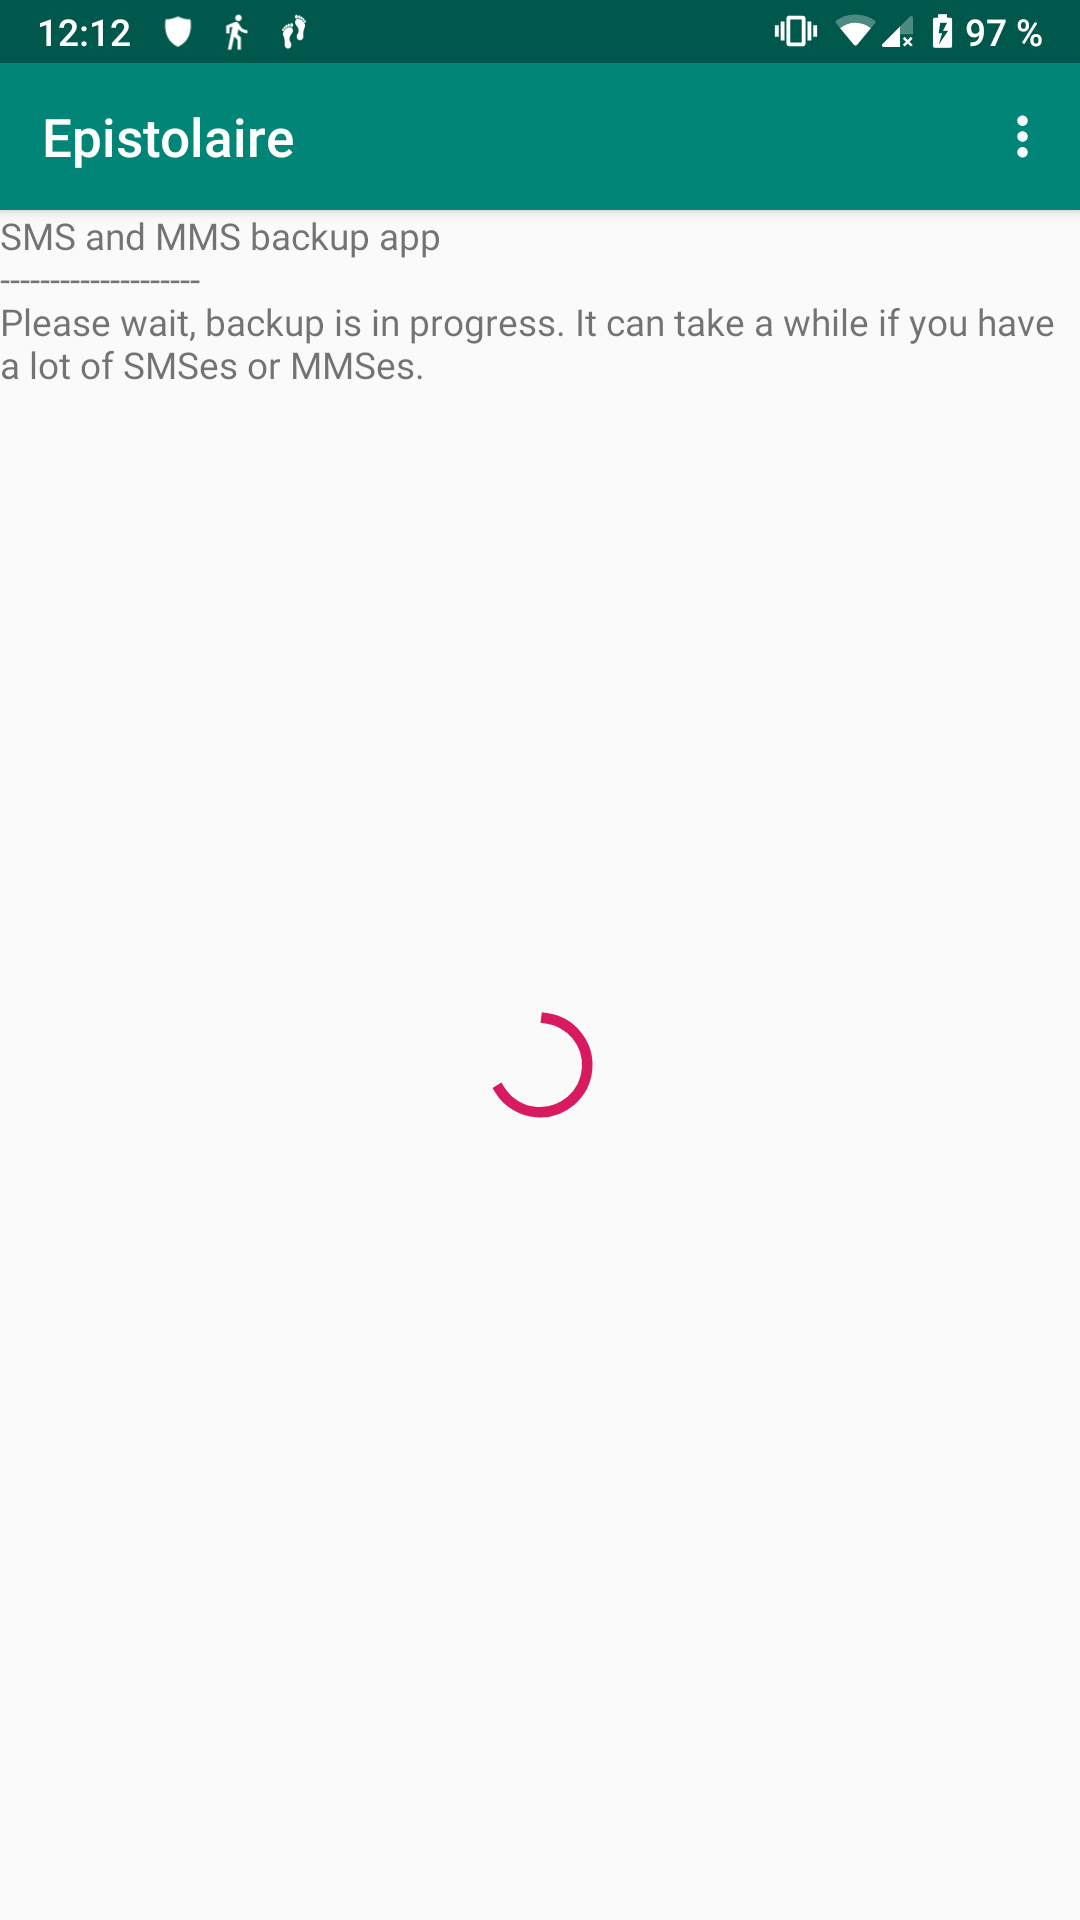 12:12 97 %
Epistolaire
SMS and MMS backup app
--------------------
Please wait, backup is in progress. It can take a while if you have
a lot of SMSes or MMSes.